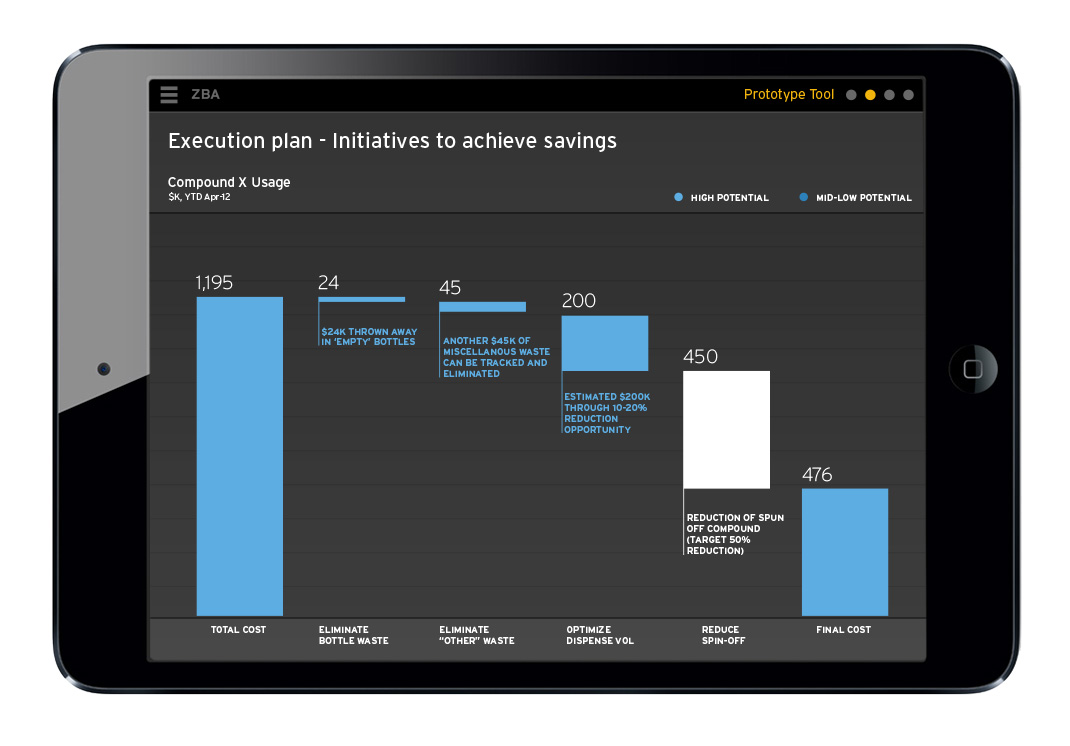 ZBA
Prototype Tool
Execution plan - Initiatives to achieve savings
Compound X Usage
$K, YTD Apr-12
HIGH POTENTIAL
MID-LOW POTENTIAL
1,195
24
$24K THROWN AWAY
IN ‘EMPTY’ BOTTLES
45
ANOTHER $45K OF
MISCELLANOUS WASTE
CAN BE TRACKED AND
ELIMINATED
200
ESTIMATED $200K
THROUGH 10-20%
REDUCTION
OPPORTUNITY
450
REDUCTION OF SPUN
OFF COMPOUND
(TARGET 50%
REDUCTION)
476
TOTAL COST
ELIMINATE
BOTTLE WASTE
ELIMINATE
“OTHER” WASTE
OPTIMIZE
DISPENSE VOL
REDUCE
SPIN-OFF
FINAL COST